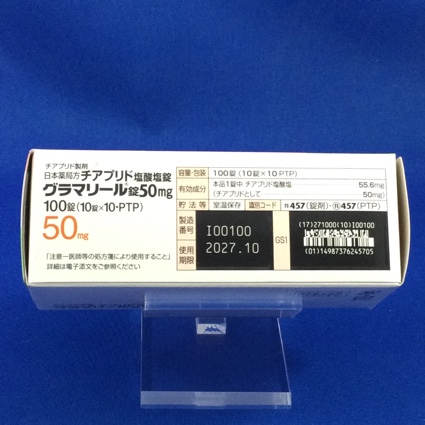 チアプリド製剤
日本薬局方 チアプリド塩酸塩錠
グラマリール錠50mg
100錠(10錠×10・PTP)
50mg
「注意－医師等の処方箋により使用すること」
詳細は電子添文をご参照ください
容量・包装 100錠(10錠×10PTP)
有効成分 本品1錠中 チアプリド塩酸塩 55.6mg
(チアプリドとして 50mg)
貯法等 室温保存 識別コード 457(錠剤)・457(PTP)
製造番号 I00100
使用期限 2027.10
GS1
(17)271000(10)I00100
(01)14987376245705